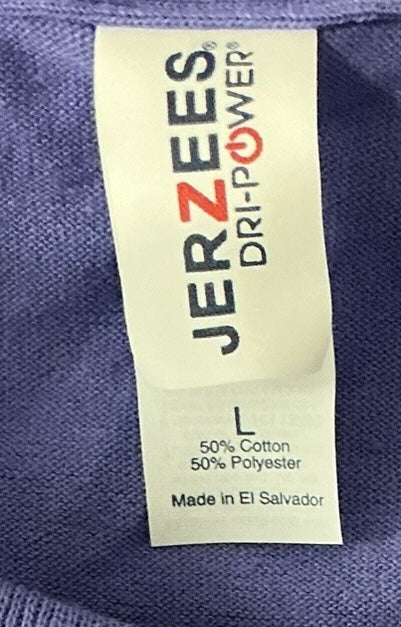 JERZEES®
DRI-POWER®
L
50% Cotton
50% Polyester
Made in El Salvador